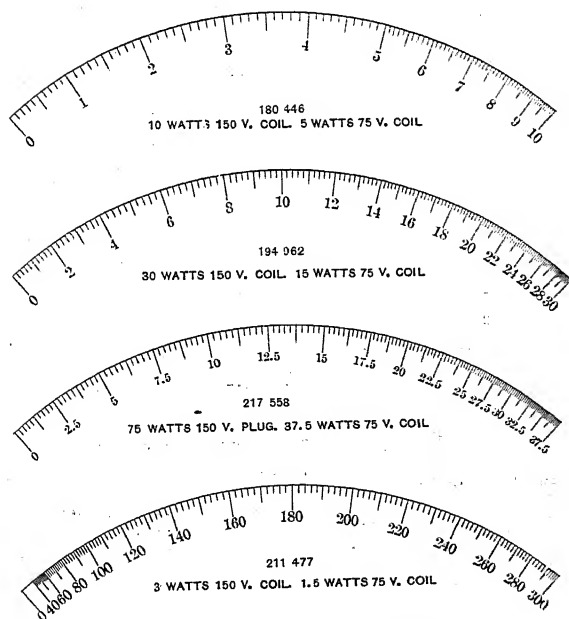 0 1 2 3 4 5 6 7 8 9 10
180 446
10 WATTS 150 V. COIL. 5 WATTS 75 V. COIL
0 2 4 6 8 10 12 14 16 18 20 22 24 26 28 30
194 062
30 WATTS 150 V. COIL. 15 WATTS 75 V. COIL
0 2.5 5 7.5 10 12.5 15 17.5 20 22.5 25 27.5 30 32.5 37.5
217 558
75 WATTS 150 V. PLUG. 37.5 WATTS 75 V. COIL
0 40 60 80 100 120 140 160 180 200 220 240 260 280 300
211 477
3 WATTS 150 V. COIL. 1.5 WATTS 75 V. COIL